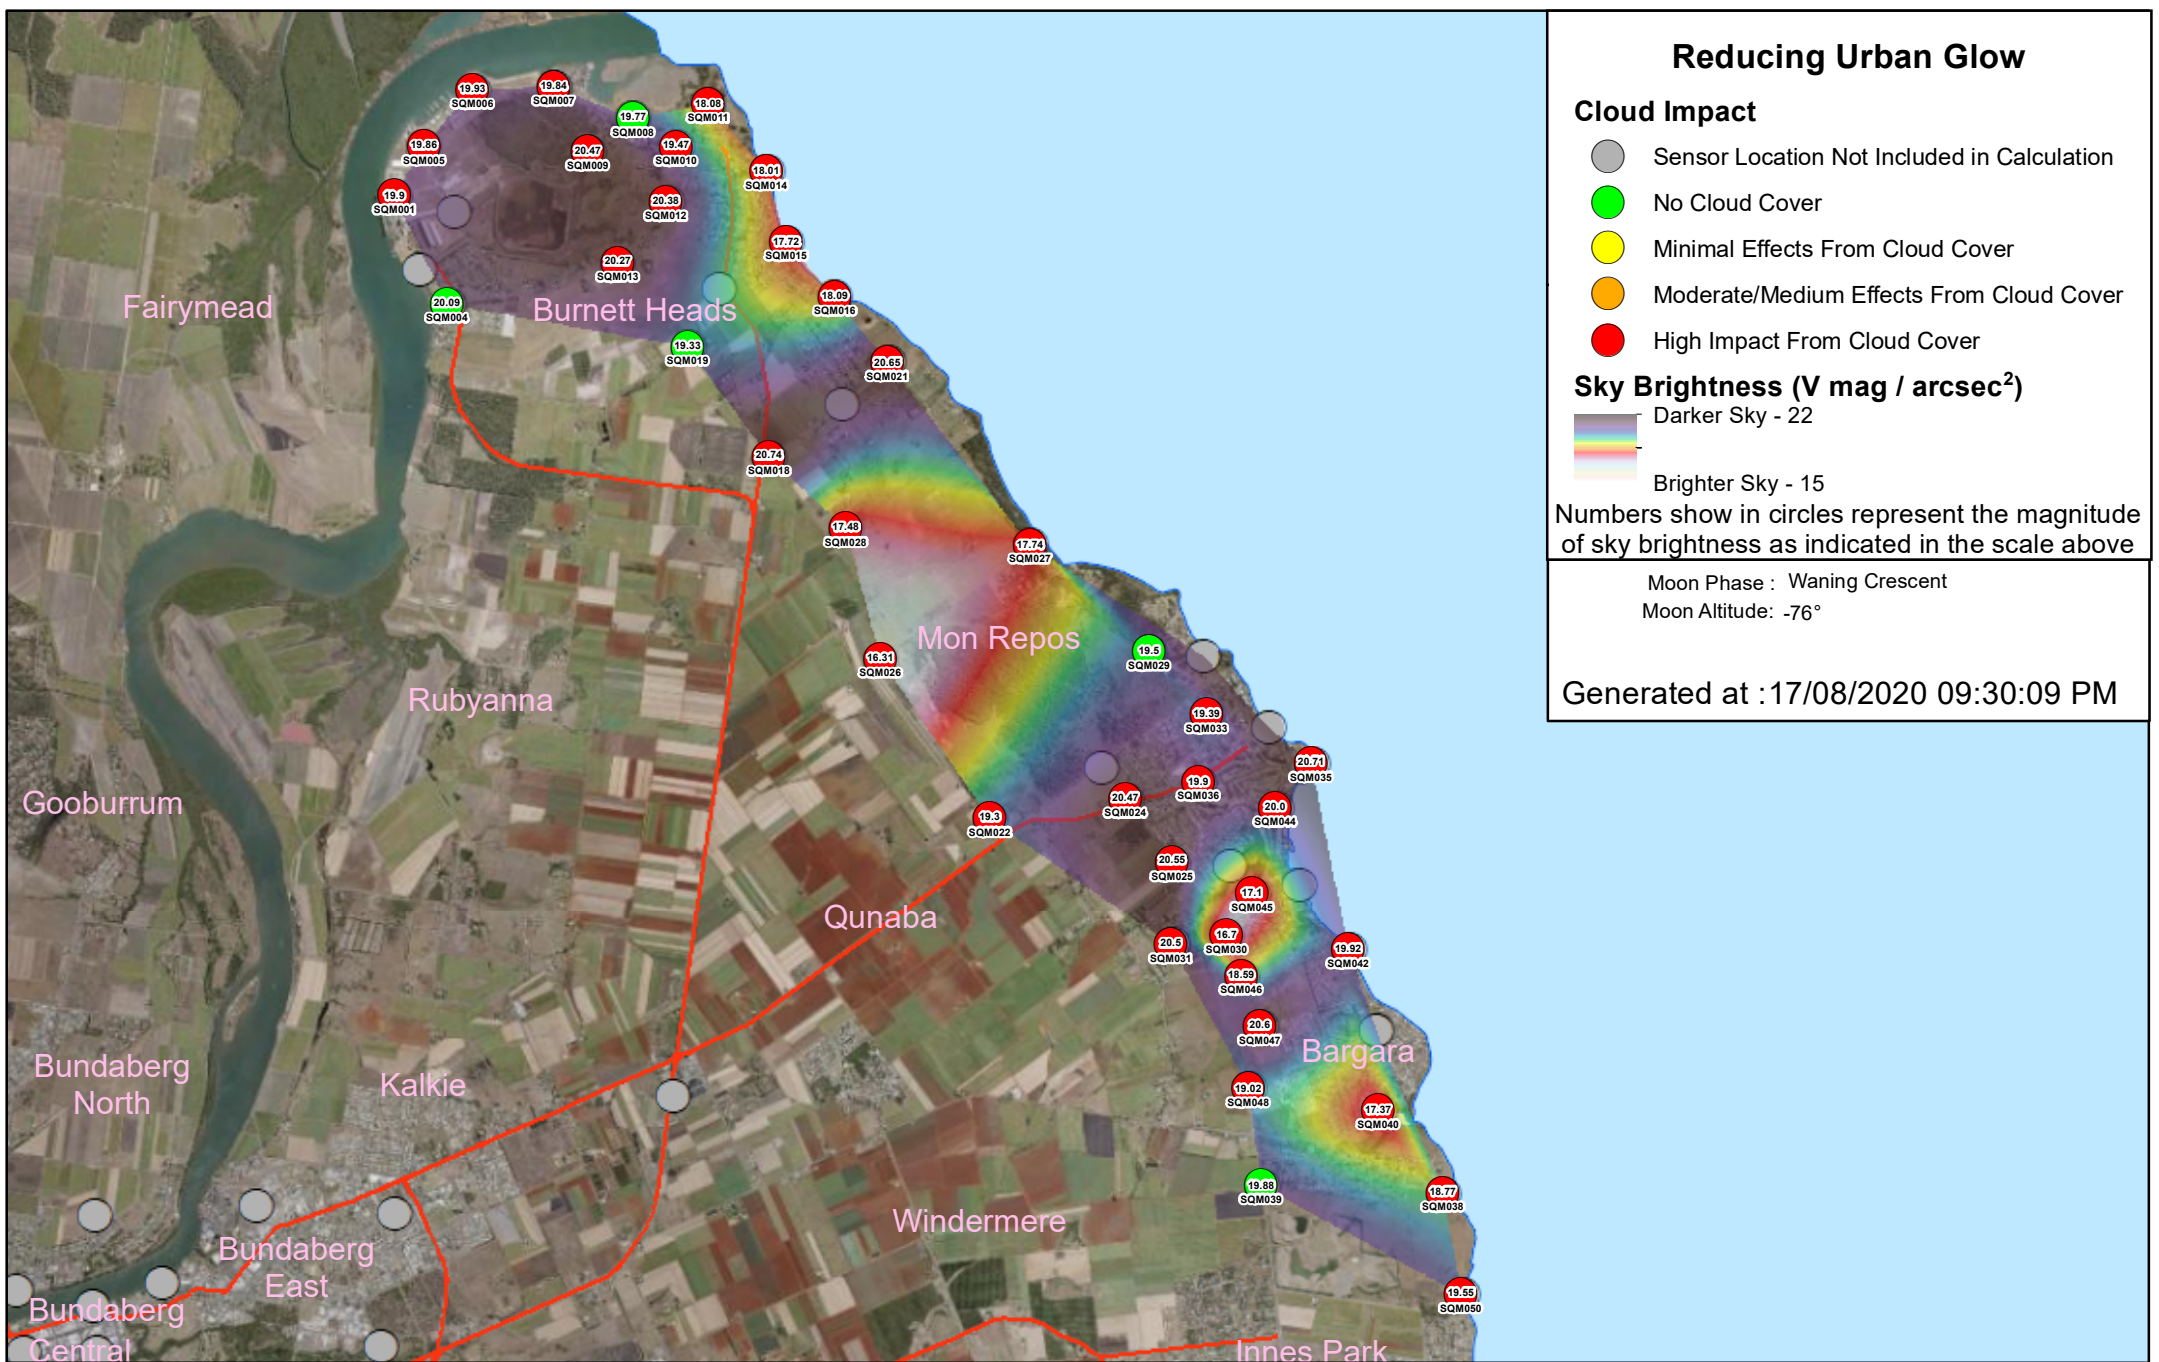 Reducing Urban Glow
Cloud Impact
Sensor Location Not Included in Calculation
No Cloud Cover
Minimal Effects From Cloud Cover
Moderate/Medium Effects From Cloud Cover
High Impact From Cloud Cover
Sky Brightness (V mag / arcsec²)
Darker Sky - 22
Brighter Sky - 15
Numbers show in circles represent the magnitude
of sky brightness as indicated in the scale above
Moon Phase : Waning Crescent
Moon Altitude: -76°
Generated at :17/08/2020 09:30:09 PM
19.93
SQM006
19.84
SQM007
19.77
SQM008
18.08
SQM011
19.86
SQM005
20.47
SQM009
19.47
SQM010
18.01
SQM014
19.9
SQM001
20.38
SQM012
17.72
SQM015
20.27
SQM013
20.09
SQM004
18.09
SQM016
Fairymead
Burnett Heads
19.33
SQM019
20.65
SQM021
20.74
SQM018
17.48
SQM028
17.74
SQM027
Mon Repos
19.5
SQM029
16.31
SQM026
Rubyanna
19.39
SQM033
20.71
SQM035
19.9
SQM036
20.47
SQM024
20.0
SQM044
19.3
SQM022
Gooburrum
20.55
SQM025
17.1
SQM045
Qunaba
16.7
SQM030
20.5
SQM031
19.92
SQM042
18.59
SQM046
20.6
SQM047
Bargara
Bundaberg
North
Kalkie
19.02
SQM048
17.37
SQM040
19.88
SQM039
18.77
SQM038
Windermere
Bundaberg
East
19.55
SQM050
Bundaberg
Central
Innes Park